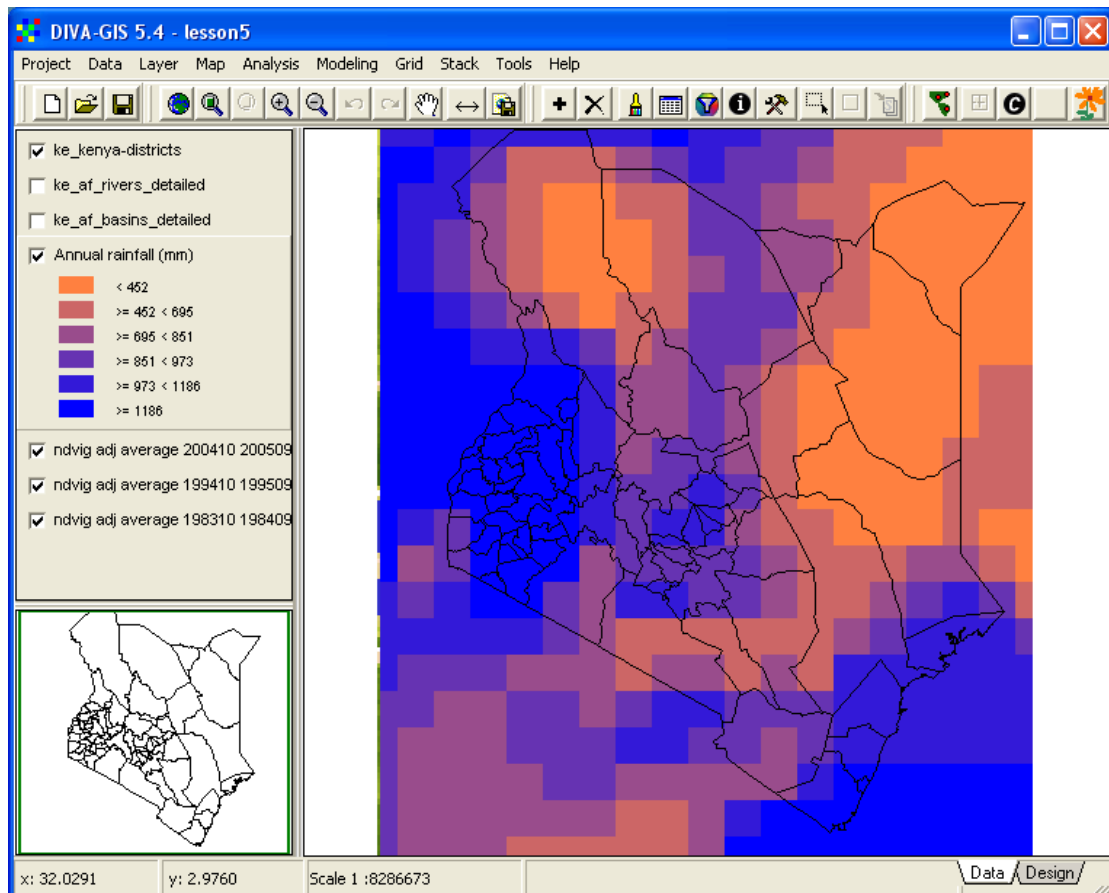 DIVA-GIS 5.4 - lesson5
Project Data Layer Map Analysis Modeling Grid Stack Tools Help
ke_kenya-districts
ke_af_rivers_detailed
ke_af_basins_detailed
Annual rainfall (mm)
< 452
>= 452 < 695
>= 695 < 851
>= 851 < 973
>= 973 < 1186
>= 1186
ndvig adj average 200410 200509
ndvig adj average 199410 199509
ndvig adj average 198310 198409
x: 32.0291 y: 2.9760 Scale 1 :8286673 Data Design